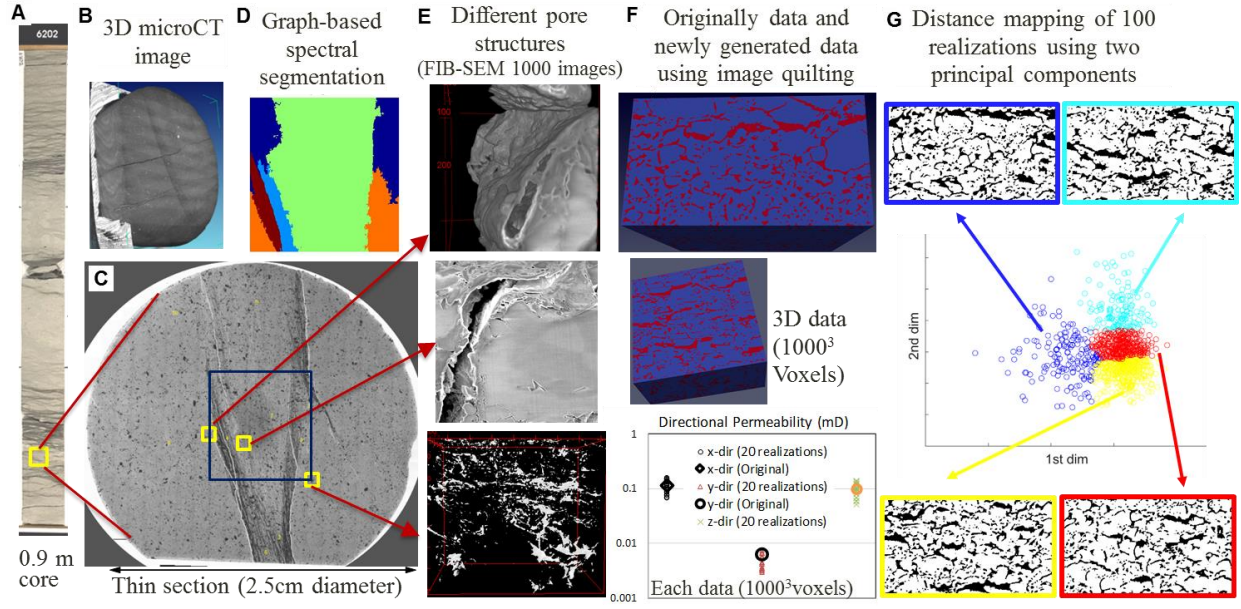 A
6202
0.9 m
core
B
3D microCT
image
C
Thin section (2.5cm diameter)
D
Graph-based
spectral
segmentation
E
Different pore
structures
(FIB-SEM 1000 images)
100
200
F
Originally data and
newly generated data
using image quilting
3D data
(1000³
Voxels)
Directional Permeability (mD)
1
0.1
0.01
0.001
x-dir (20 realizations)
x-dir (Original)
y-dir (20 realizations)
y-dir (Original)
z-dir (20 realizations)
Each data (1000³voxels)
G
Distance mapping of 100
realizations using two
principal components
2nd dim
1st dim